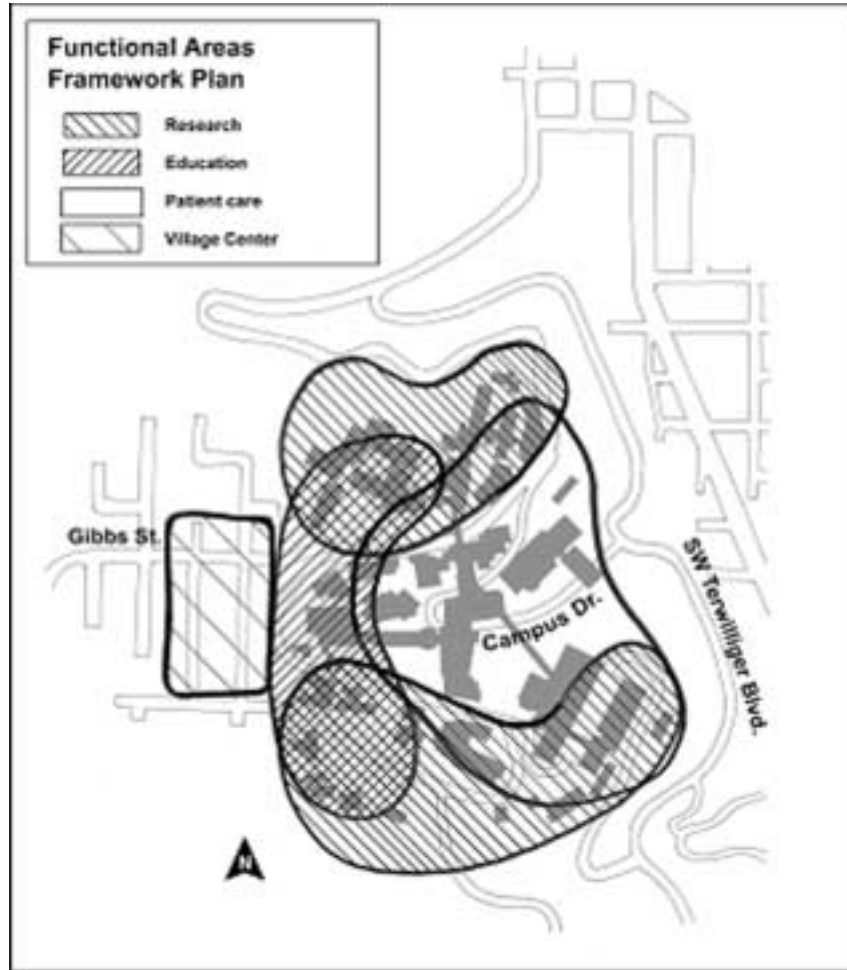 Functional Areas
Framework Plan
Research
Education
Patient care
Village Center
Gibbs St.
Campus Dr.
SW Terwilliger Blvd.
N